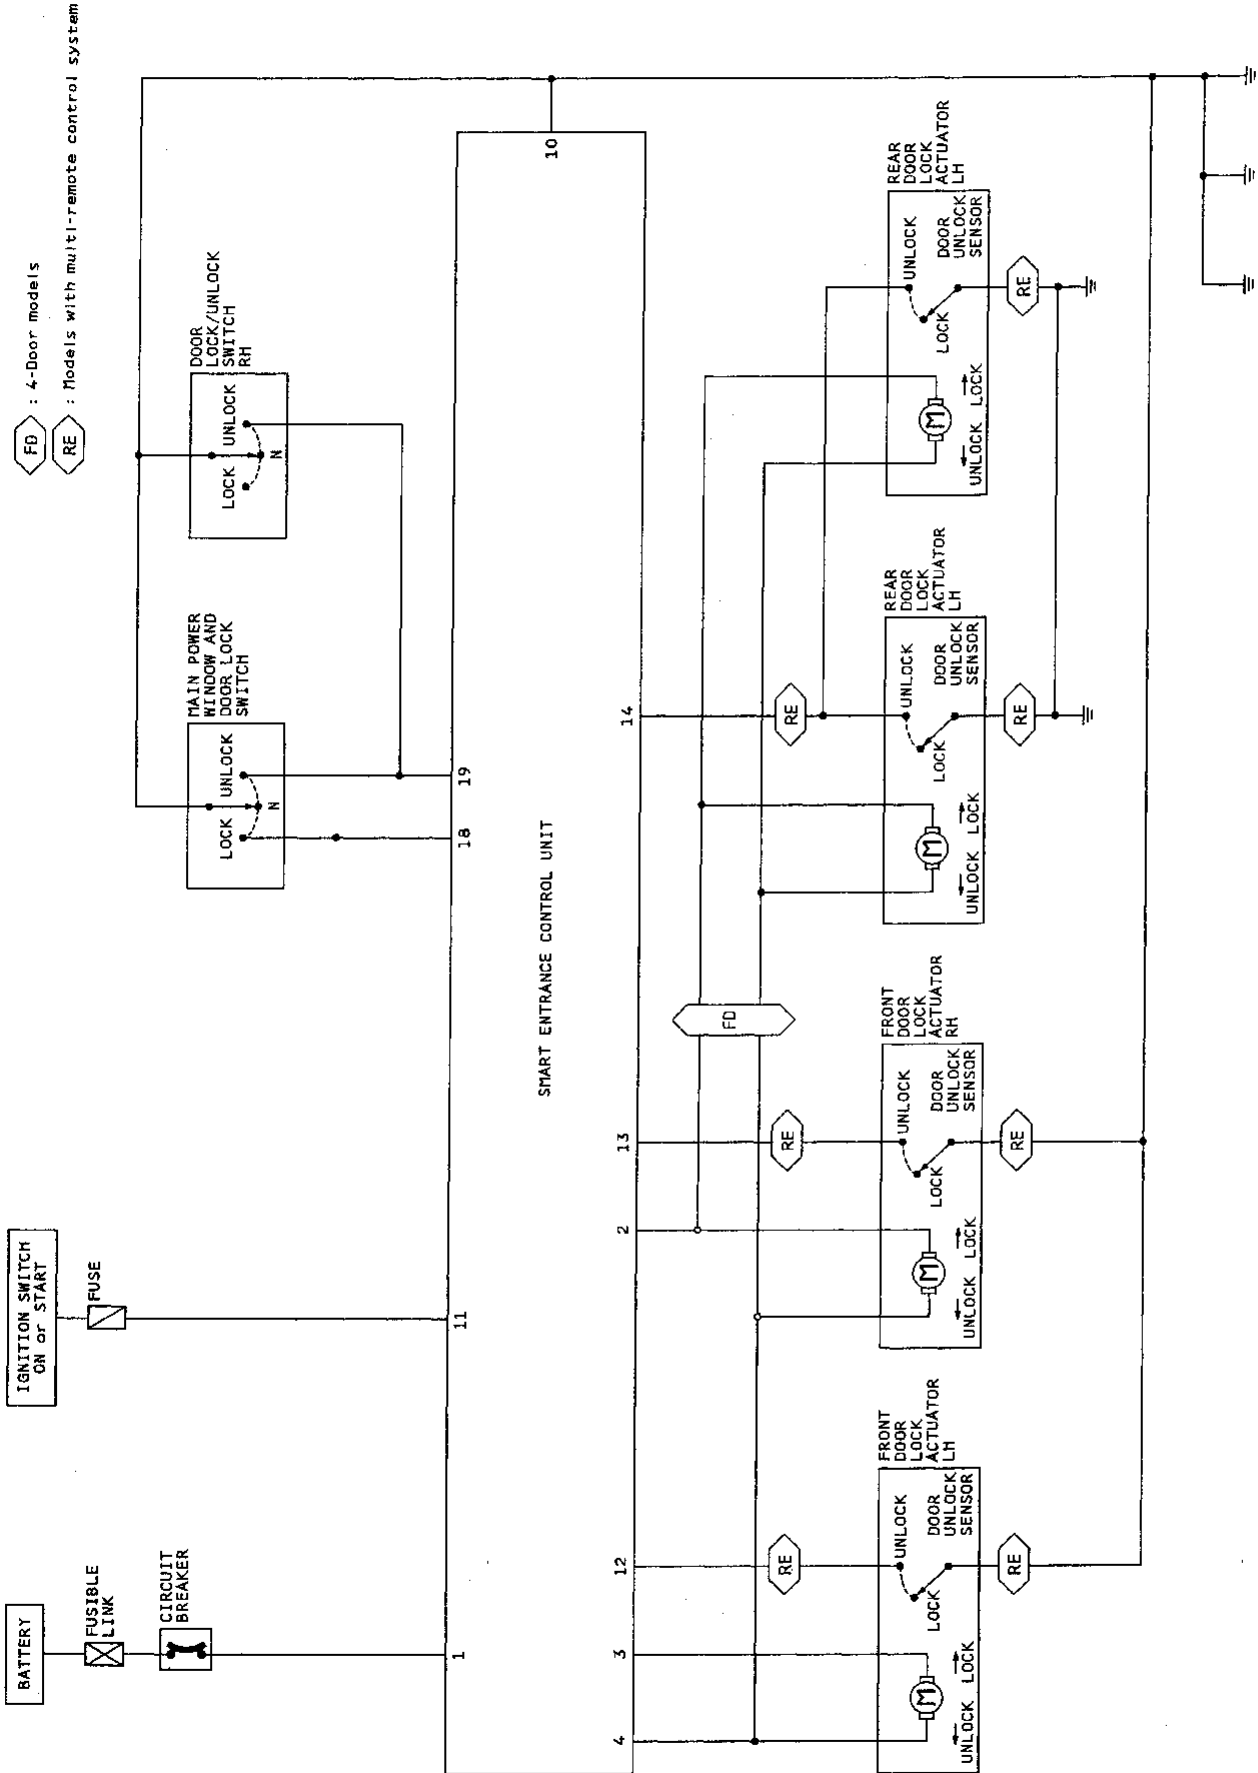 FD : 4-Door models
RE : Models with multi-remote control system
BATTERY
FUSIBLE
LINK
CIRCUIT
BREAKER
IGNITION SWITCH
ON or START
FUSE
MAIN POWER
WINDOW AND
DOOR LOCK
SWITCH
LOCK
UNLOCK
N
DOOR
LOCK/UNLOCK
SWITCH
RH
LOCK
UNLOCK
N
1
11
18
19
10
SMART ENTRANCE CONTROL UNIT
4
3
12
2
13
14
FD
RE
RE
RE
FRONT
DOOR
LOCK
ACTUATOR
LH
UNLOCK
LOCK
DOOR
UNLOCK
SENSOR
M
UNLOCK
LOCK
RE
FRONT
DOOR
LOCK
ACTUATOR
RH
UNLOCK
LOCK
DOOR
UNLOCK
SENSOR
M
UNLOCK
LOCK
RE
REAR
DOOR
LOCK
ACTUATOR
LH
UNLOCK
LOCK
DOOR
UNLOCK
SENSOR
M
UNLOCK
LOCK
RE
REAR
DOOR
LOCK
ACTUATOR
LH
UNLOCK
LOCK
DOOR
UNLOCK
SENSOR
M
UNLOCK
LOCK
RE